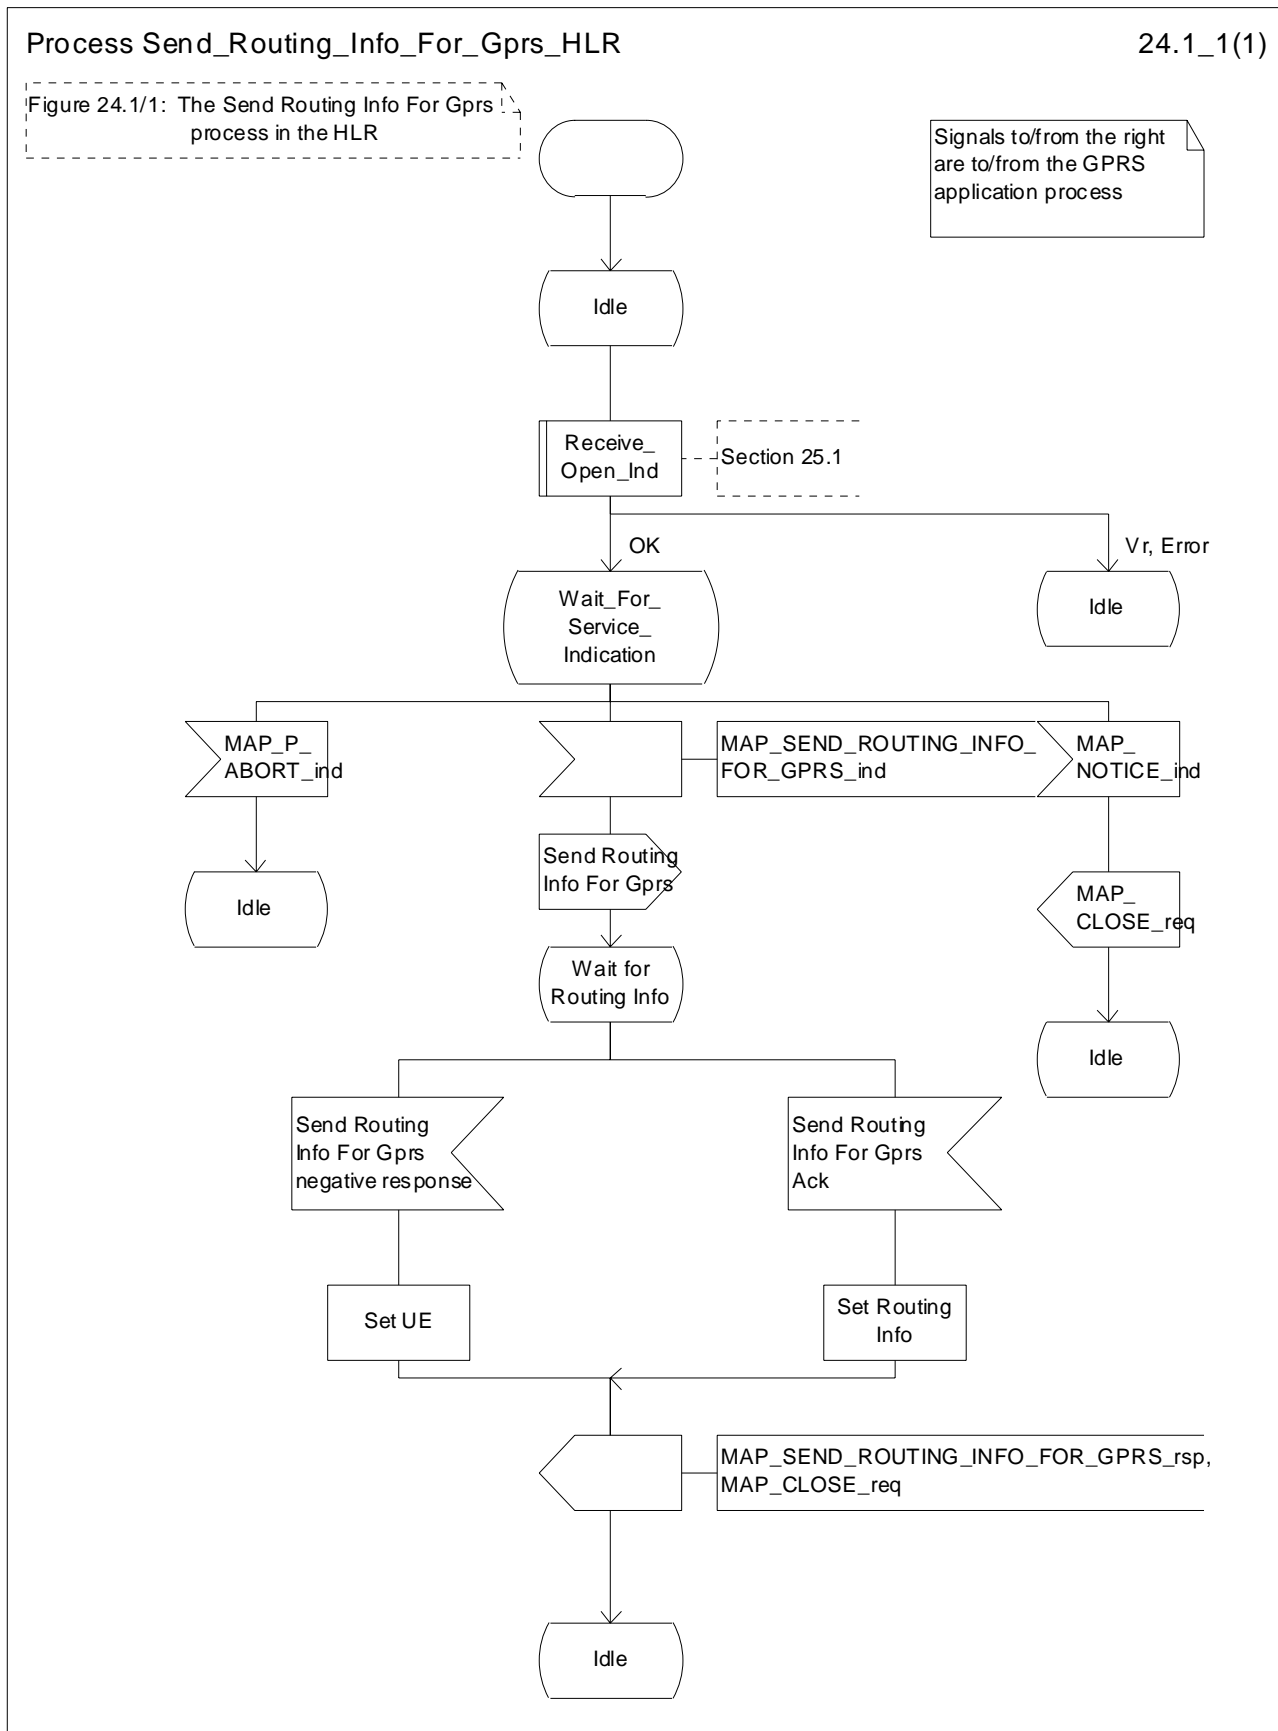 Process Send_Routing_Info_For_Gprs_HLR
24.1_1(1)
Figure 24.1/1: The Send Routing Info For Gprs
process in the HLR
Signals to/from the right
are to/from the GPRS
application process
Idle
Receive_
Open_Ind
Section 25.1
OK
Vr, Error
Wait_For_
Service_
Indication
Idle
MAP_P_
ABORT_ind
MAP_SEND_ROUTING_INFO_
FOR_GPRS_ind
MAP_
NOTICE_ind
Send Routing
Info For Gprs
Idle
MAP_
CLOSE_req
Wait for
Routing Info
Idle
Send Routing
Info For Gprs
negative response
Send Routing
Info For Gprs
Ack
Set UE
Set Routing
Info
MAP_SEND_ROUTING_INFO_FOR_GPRS_rsp,
MAP_CLOSE_req
Idle